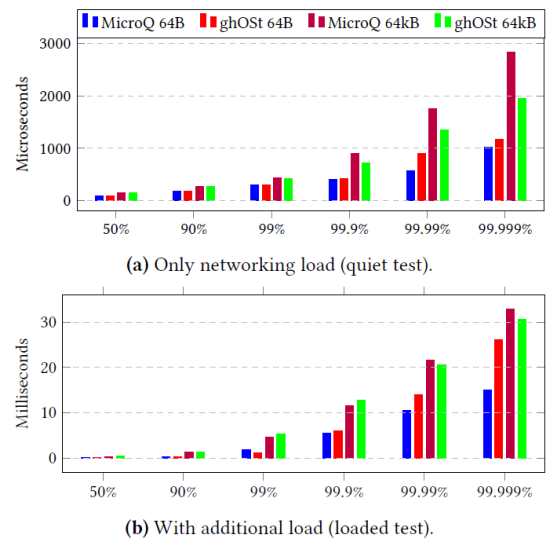 MicroQ 64B ghOSt 64B MicroQ 64kB ghOSt 64kB
3000
2000
1000
0
Microseconds
50% 90% 99% 99.9% 99.99% 99.999%
(a) Only networking load (quiet test).
30
20
10
0
Milliseconds
50% 90% 99% 99.9% 99.99% 99.999%
(b) With additional load (loaded test).